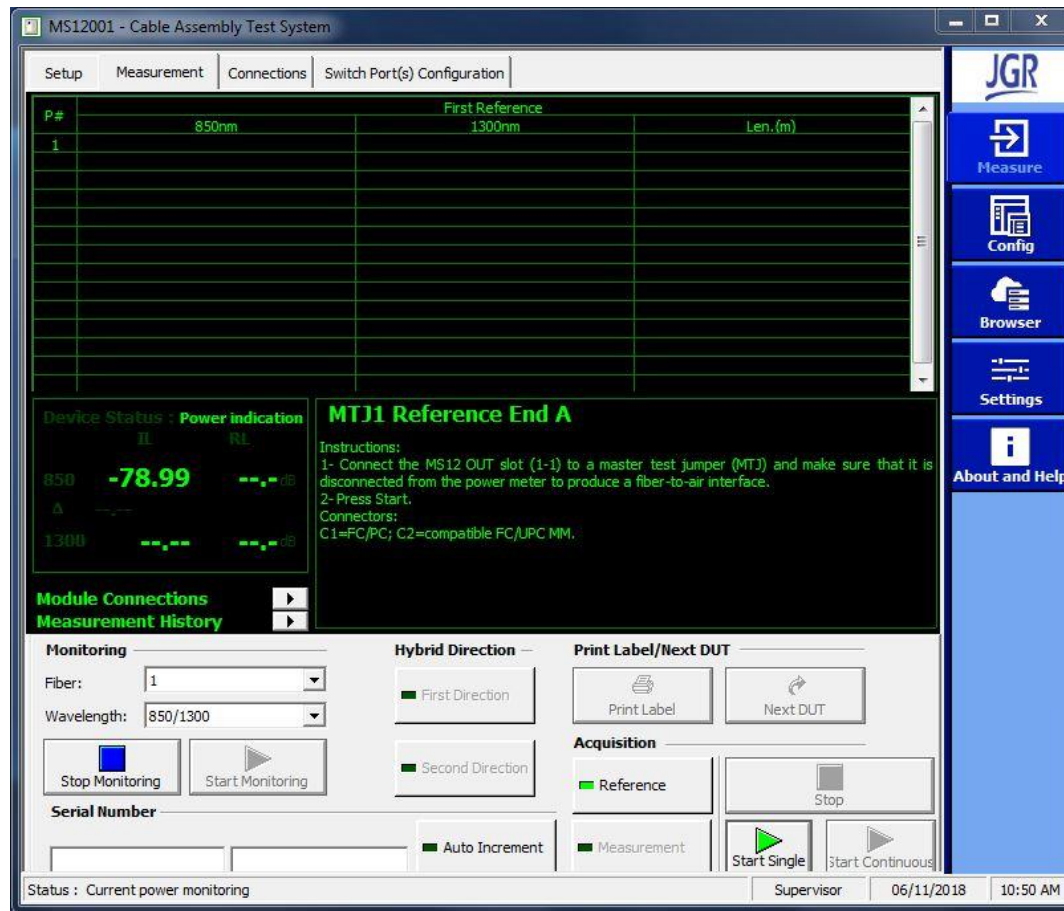 MS12001 - Cable Assembly Test System
X
JGR
Setup Measurement Connections Switch Port(s) Configuration
P# First Reference
850nm 1300nm Len.(m)
1
Measure
Config
Browser
Settings
About and Help
Device Status : Power indication
IL RL
850 -78.99 --.- dB
Δ --.--
1300 --.-- --.- dB
MTJ1 Reference End A
Instructions:
1- Connect the MS12 OUT slot (1-1) to a master test jumper (MTJ) and make sure that it is
disconnected from the power meter to produce a fiber-to-air interface.
2- Press Start.
Connectors:
C1=FC/PC; C2=compatible FC/UPC MM.
Module Connections
Measurement History
Monitoring Hybrid Direction Print Label/Next DUT
Fiber: 1
Wavelength: 850/1300
First Direction
Print Label Next DUT
Stop Monitoring Start Monitoring
Second Direction
Acquisition
Reference
Stop
Serial Number
Auto Increment
Measurement
Start Single Start Continuous
Status : Current power monitoring Supervisor 06/11/2018 10:50 AM